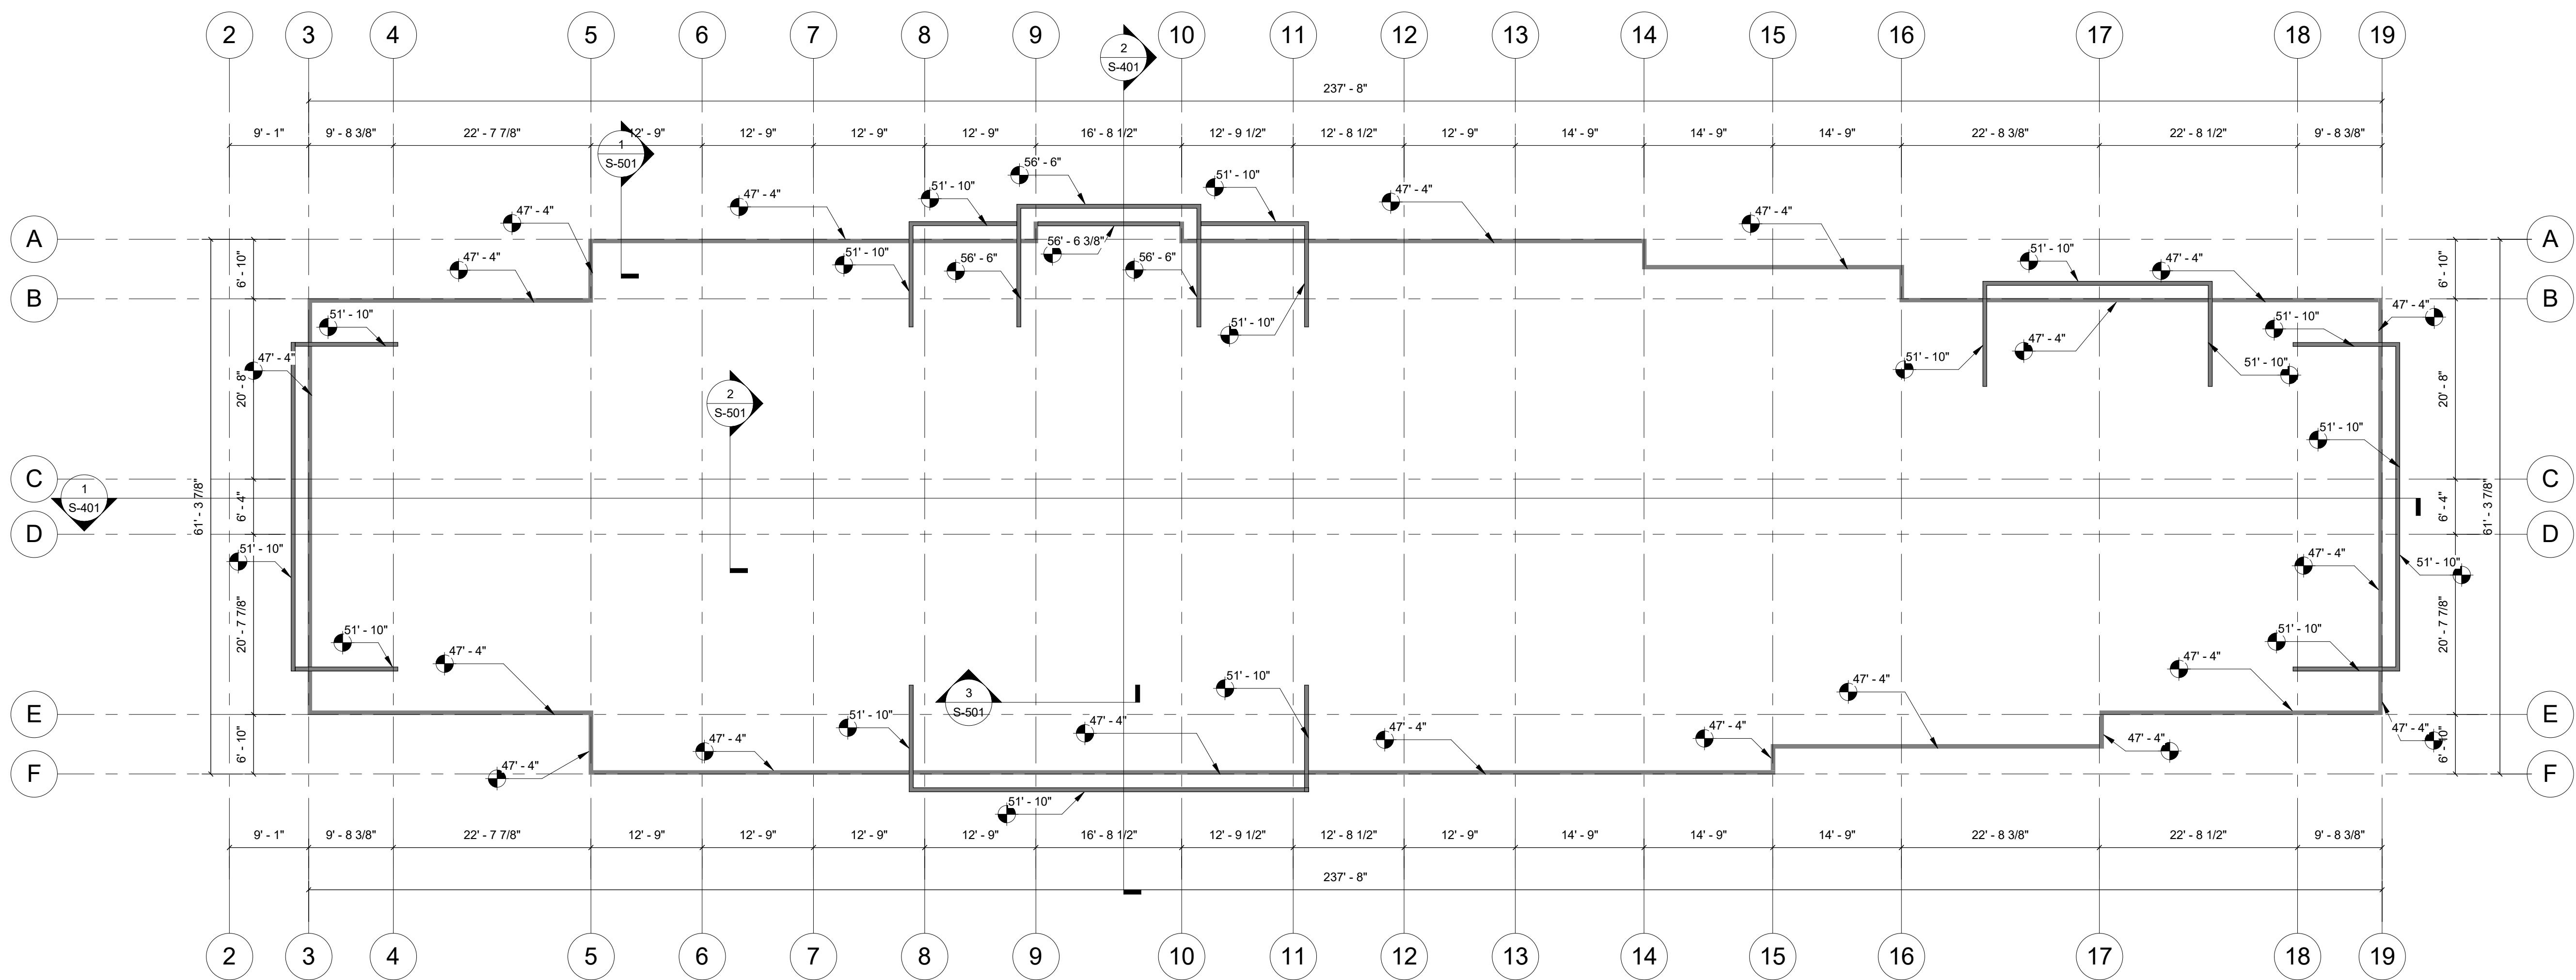 2 3 4 5 6 7 8 9 10 11 12 13 14 15 16 17 18 19
2
S-401
237' - 8"
9' - 1" 9' - 8 3/8" 22' - 7 7/8" 12' - 9" 12' - 9" 12' - 9" 12' - 9" 16' - 8 1/2" 12' - 9 1/2" 12' - 8 1/2" 12' - 9" 14' - 9" 14' - 9" 14' - 9" 22' - 8 3/8" 22' - 8 1/2" 9' - 8 3/8"
1
S-501
56' - 6"
51' - 10"
51' - 10"
47' - 4"
47' - 4"
47' - 4"
47' - 4"
A
A
56' - 6 3/8"
51' - 10"
47' - 4"
51' - 10"
56' - 6"
56' - 6"
51' - 10"
47' - 4"
6' - 10"
6' - 10"
B
B
47' - 4"
51' - 10"
51' - 10"
51' - 10"
47' - 4"
47' - 4"
51' - 10"
51' - 10"
20' - 8"
20' - 8"
2
S-501
51' - 10"
C
C
1
S-401
61' - 3 7/8"
6' - 4"
6' - 4"
61' - 3 7/8"
D
D
51' - 10"
47' - 4"
51' - 10"
20' - 7 7/8"
20' - 7 7/8"
51' - 10"
51' - 10"
47' - 4"
47' - 4"
51' - 10"
47' - 4"
3
S-501
E
E
51' - 10"
47' - 4"
47' - 4"
47' - 4"
47' - 4"
47' - 4"
47' - 4"
6' - 10"
6' - 10"
F
F
47' - 4"
51' - 10"
9' - 1" 9' - 8 3/8" 22' - 7 7/8" 12' - 9" 12' - 9" 12' - 9" 12' - 9" 16' - 8 1/2" 12' - 9 1/2" 12' - 8 1/2" 12' - 9" 14' - 9" 14' - 9" 14' - 9" 22' - 8 3/8" 22' - 8 1/2" 9' - 8 3/8"
237' - 8"
2 3 4 5 6 7 8 9 10 11 12 13 14 15 16 17 18 19